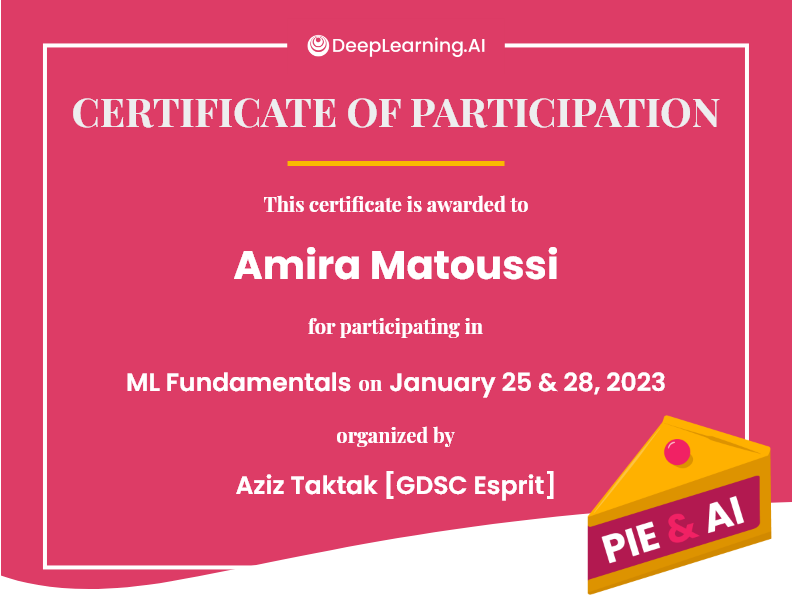 DeepLearning.AI
CERTIFICATE OF PARTICIPATION
This certificate is awarded to
Amira Matoussi
for participating in
ML Fundamentals on January 25 & 28, 2023
organized by
Aziz Taktak [GDSC Esprit]
PIE & AI